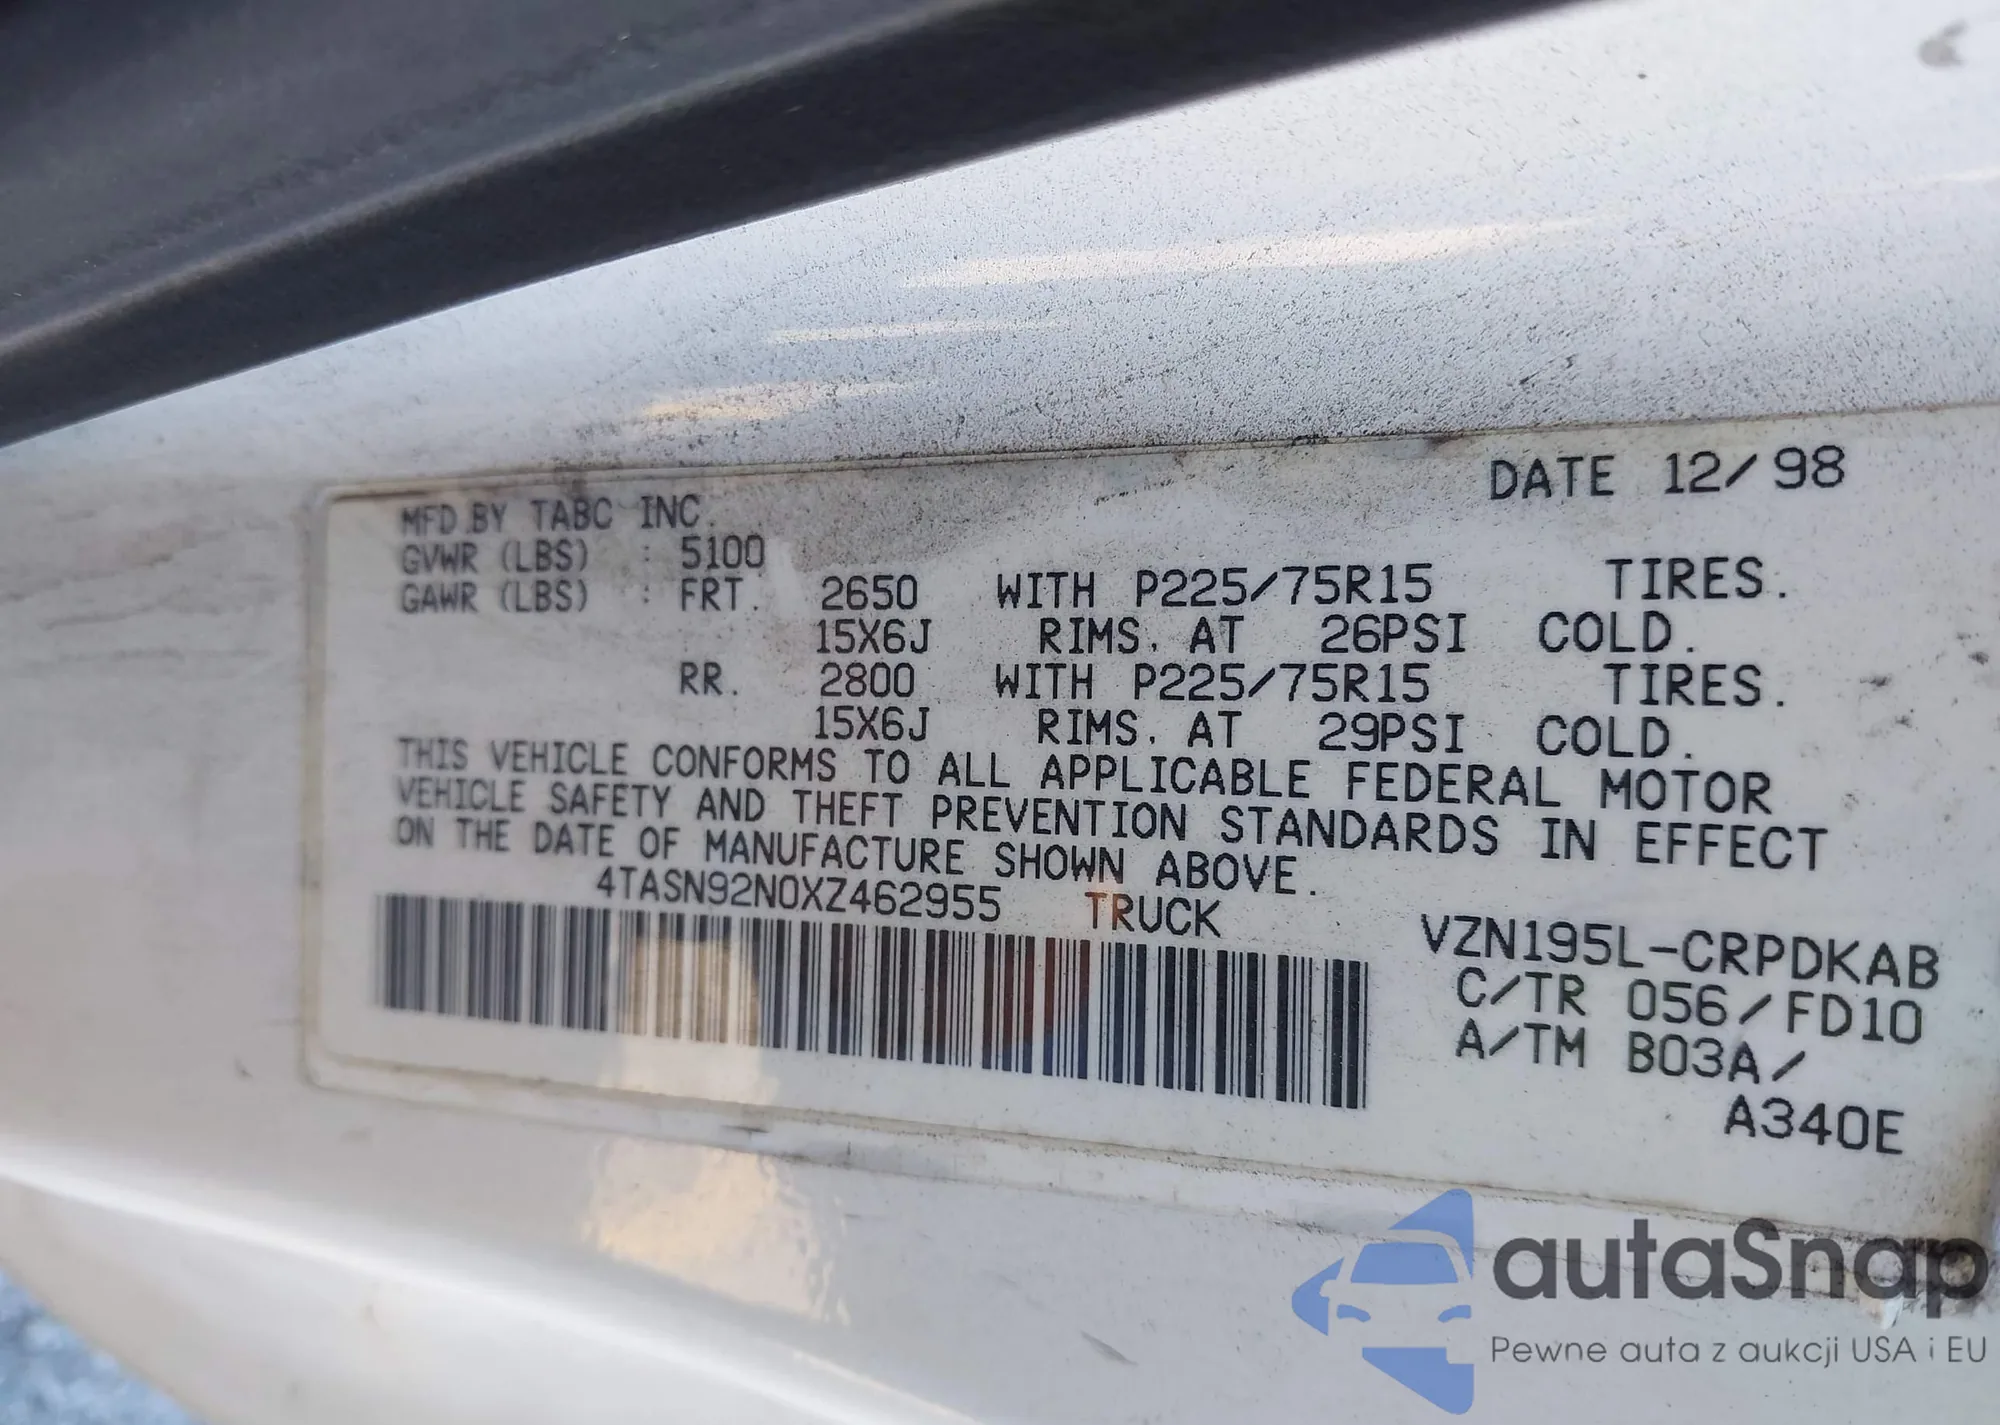 DATE 12/98
MFD.BY TABC INC.
GVWR (LBS) : 5100
GAWR (LBS) : FRT. 2650 WITH P225/75R15 TIRES.
15X6J RIMS. AT 26PSI COLD.
RR. 2800 WITH P225/75R15 TIRES.
15X6J RIMS. AT 29PSI COLD.
THIS VEHICLE CONFORMS TO ALL APPLICABLE FEDERAL MOTOR
VEHICLE SAFETY AND THEFT PREVENTION STANDARDS IN EFFECT
ON THE DATE OF MANUFACTURE SHOWN ABOVE.
4TASN92N0XZ462955 TRUCK
VZN195L-CRPDKAB
C/TR 056/FD10
A/TM B03A/
A340E
autaSnap
Pewne auta z aukcji USA i EU